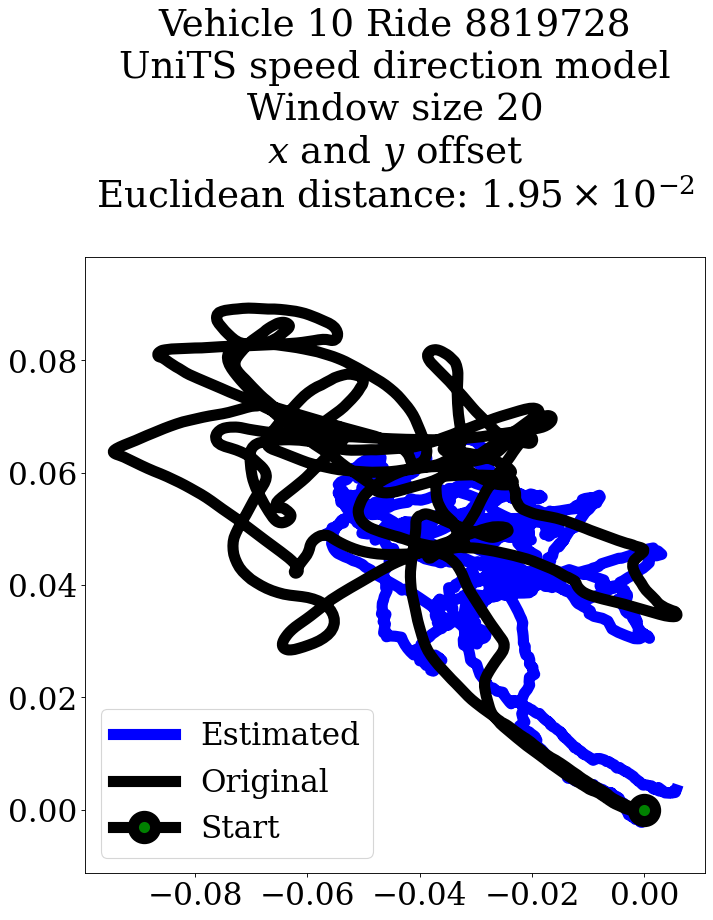 Vehicle 10 Ride 8819728
UniTS speed direction model
Window size 20
x and y offset
Euclidean distance: 1.95 × 10⁻²
0.08
0.06
0.04
0.02
0.00
Estimated
Original
Start
−0.08 −0.06 −0.04 −0.02 0.00